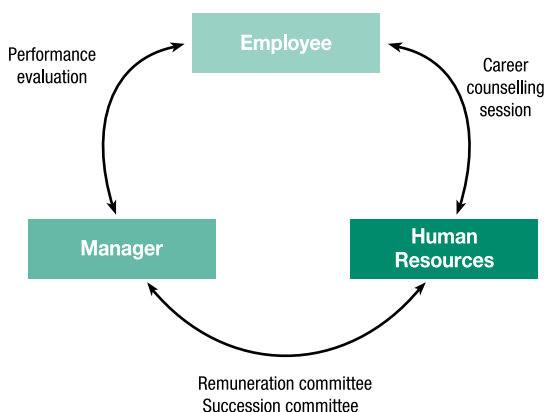 Employee
Performance
evaluation
Career
counselling
session
Manager
Human
Resources
Remuneration committee
Succession committee